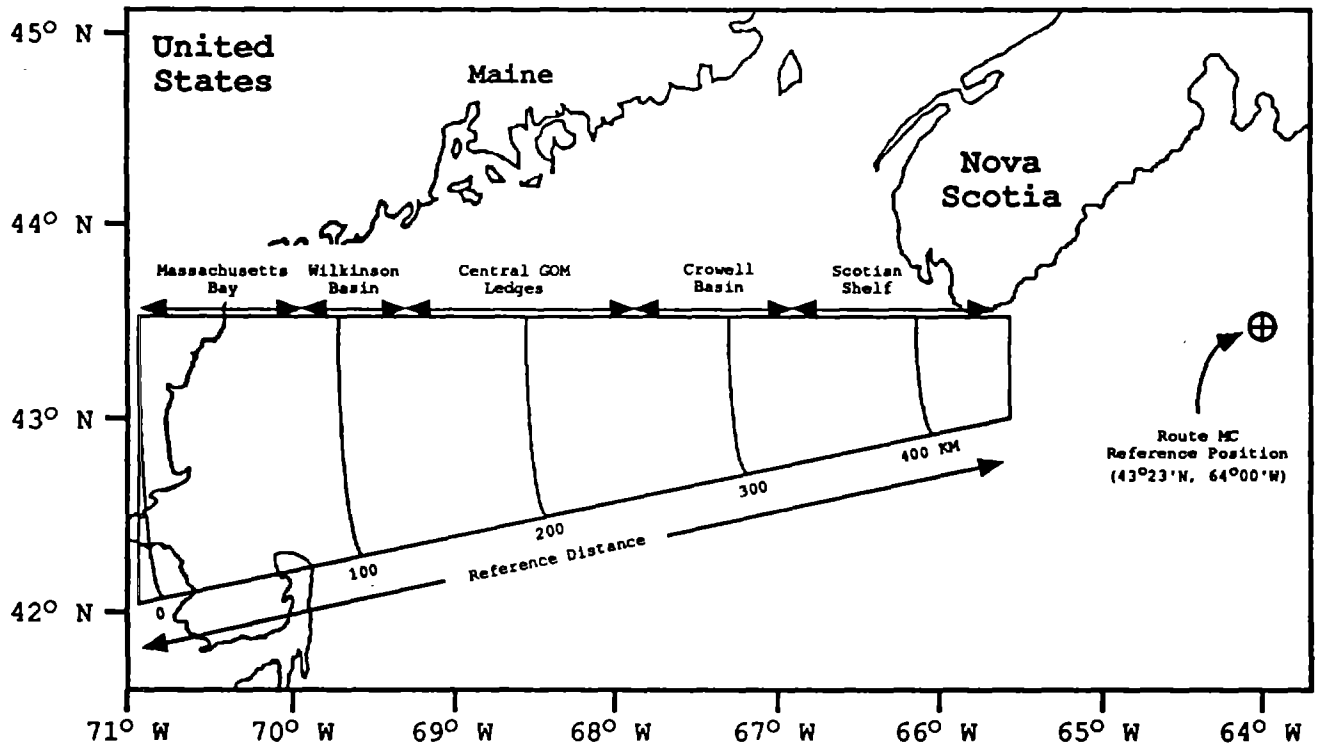 45° N
United
States
Maine
Nova
Scotia
44° N
Massachusetts
Bay
Wilkinson
Basin
Central GOM
Ledges
Crowell
Basin
Scotian
Shelf
43° N
Route MC
Reference Position
(43°23'N, 64°00'W)
400 KM
300
200
100
0
Reference Distance
42° N
71° W
70° W
69° W
68° W
67° W
66° W
65° W
64° W